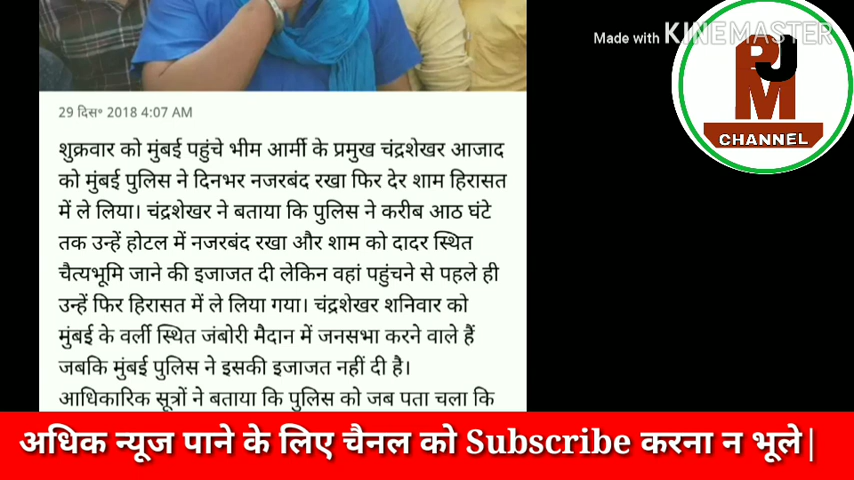 Made with KINEMASTER
PJM
CHANNEL
29 दिस॰ 2018 4:07 AM
शुक्रवार को मुंबई पहुंचे भीम आर्मी के प्रमुख चंद्रशेखर आजाद
को मुंबई पुलिस ने दिनभर नजरबंद रखा फिर देर शाम हिरासत
में ले लिया। चंद्रशेखर ने बताया कि पुलिस ने करीब आठ घंटे
तक उन्हें होटल में नजरबंद रखा और शाम को दादर स्थित
चैत्यभूमि जाने की इजाजत दी लेकिन वहां पहुंचने से पहले ही
उन्हें फिर हिरासत में ले लिया गया। चंद्रशेखर शनिवार को
मुंबई के वर्ली स्थित जंबोरी मैदान में जनसभा करने वाले हैं
जबकि मुंबई पुलिस ने इसकी इजाजत नहीं दी है।
आधिकारिक सूत्रों ने बताया कि पुलिस को जब पता चला कि
अधिक न्यूज पाने के लिए चैनल को Subscribe करना न भूले|